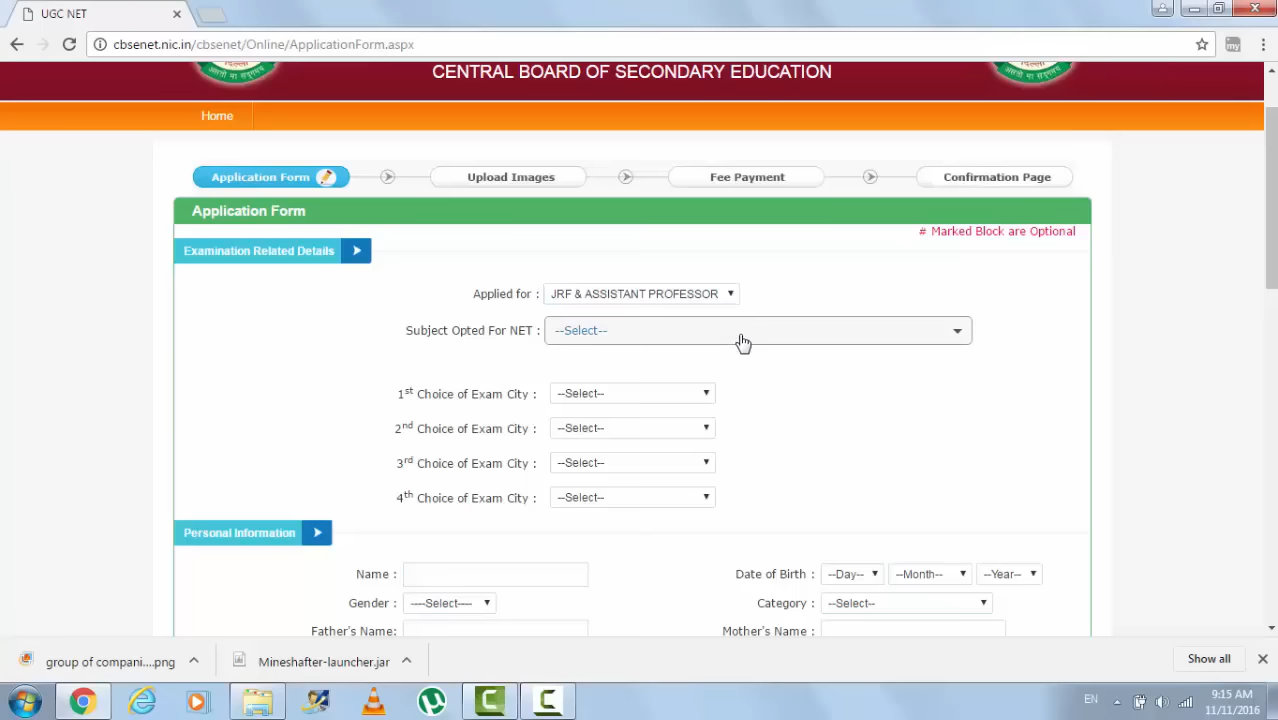 UGC NET
cbsenet.nic.in/cbsenet/Online/ApplicationForm.aspx
CENTRAL BOARD OF SECONDARY EDUCATION
Home
Application Form Upload Images Fee Payment Confirmation Page
Application Form
# Marked Block are Optional
Examination Related Details
Applied for : JRF & ASSISTANT PROFESSOR
Subject Opted For NET : --Select--
1st Choice of Exam City : --Select--
2nd Choice of Exam City : --Select--
3rd Choice of Exam City : --Select--
4th Choice of Exam City : --Select--
Personal Information
Name : Date of Birth : --Day-- --Month-- --Year--
Gender : ----Select---- Category : --Select--
Father's Name: Mother's Name :
group of compani....png Mineshafter-launcher.jar Show all
EN 9:15 AM
11/11/2016